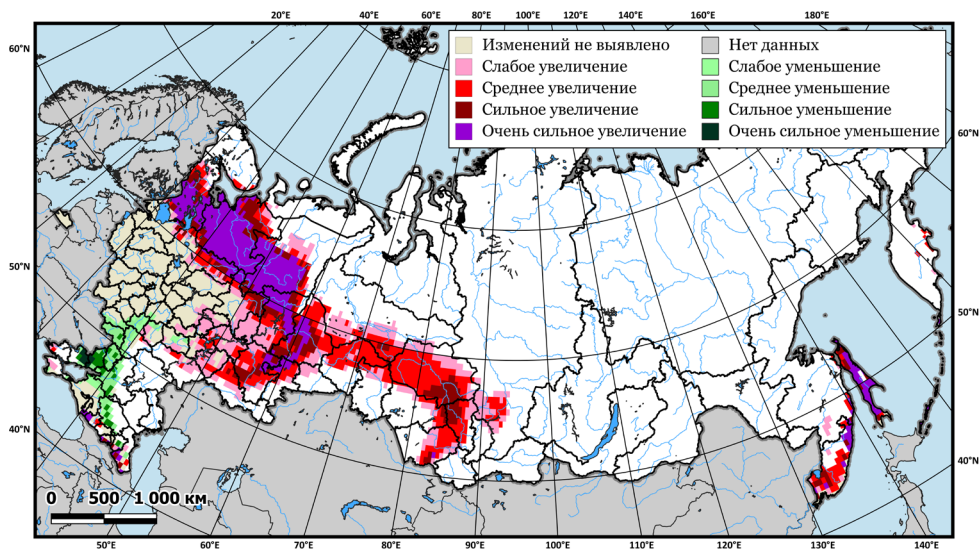 20°E 40°E 60°E 80°E 100°E 120°E 140°E 160°E 180°E
60°N
Изменений не выявлено
Слабое увеличение
Среднее увеличение
Сильное увеличение
Очень сильное увеличение
Нет данных
Слабое уменьшение
Среднее уменьшение
Сильное уменьшение
Очень сильное уменьшение
60°N
50°N
50°N
40°N
40°N
0 500 1 000 км
50°E 60°E 70°E 80°E 90°E 100°E 110°E 120°E 130°E 140°E